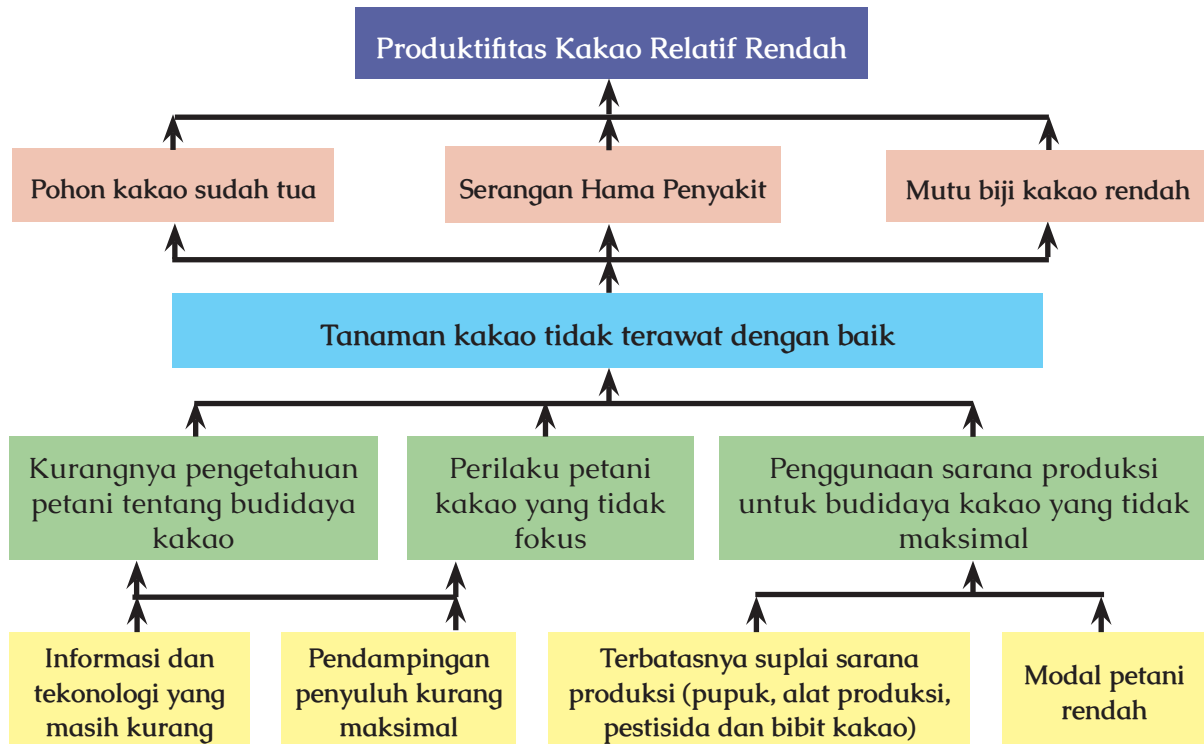 Produktifitas Kakao Relatif Rendah
Pohon kakao sudah tua
Serangan Hama Penyakit
Mutu biji kakao rendah
Tanaman kakao tidak terawat dengan baik
Kurangnya pengetahuan
petani tentang budidaya
kakao
Perilaku petani
kakao yang tidak
fokus
Penggunaan sarana produksi
untuk budidaya kakao yang tidak
maksimal
Informasi dan
tekonologi yang
masih kurang
Pendampingan
penyuluh kurang
maksimal
Terbatasnya suplai sarana
produksi (pupuk, alat produksi,
pestisida dan bibit kakao)
Modal petani
rendah